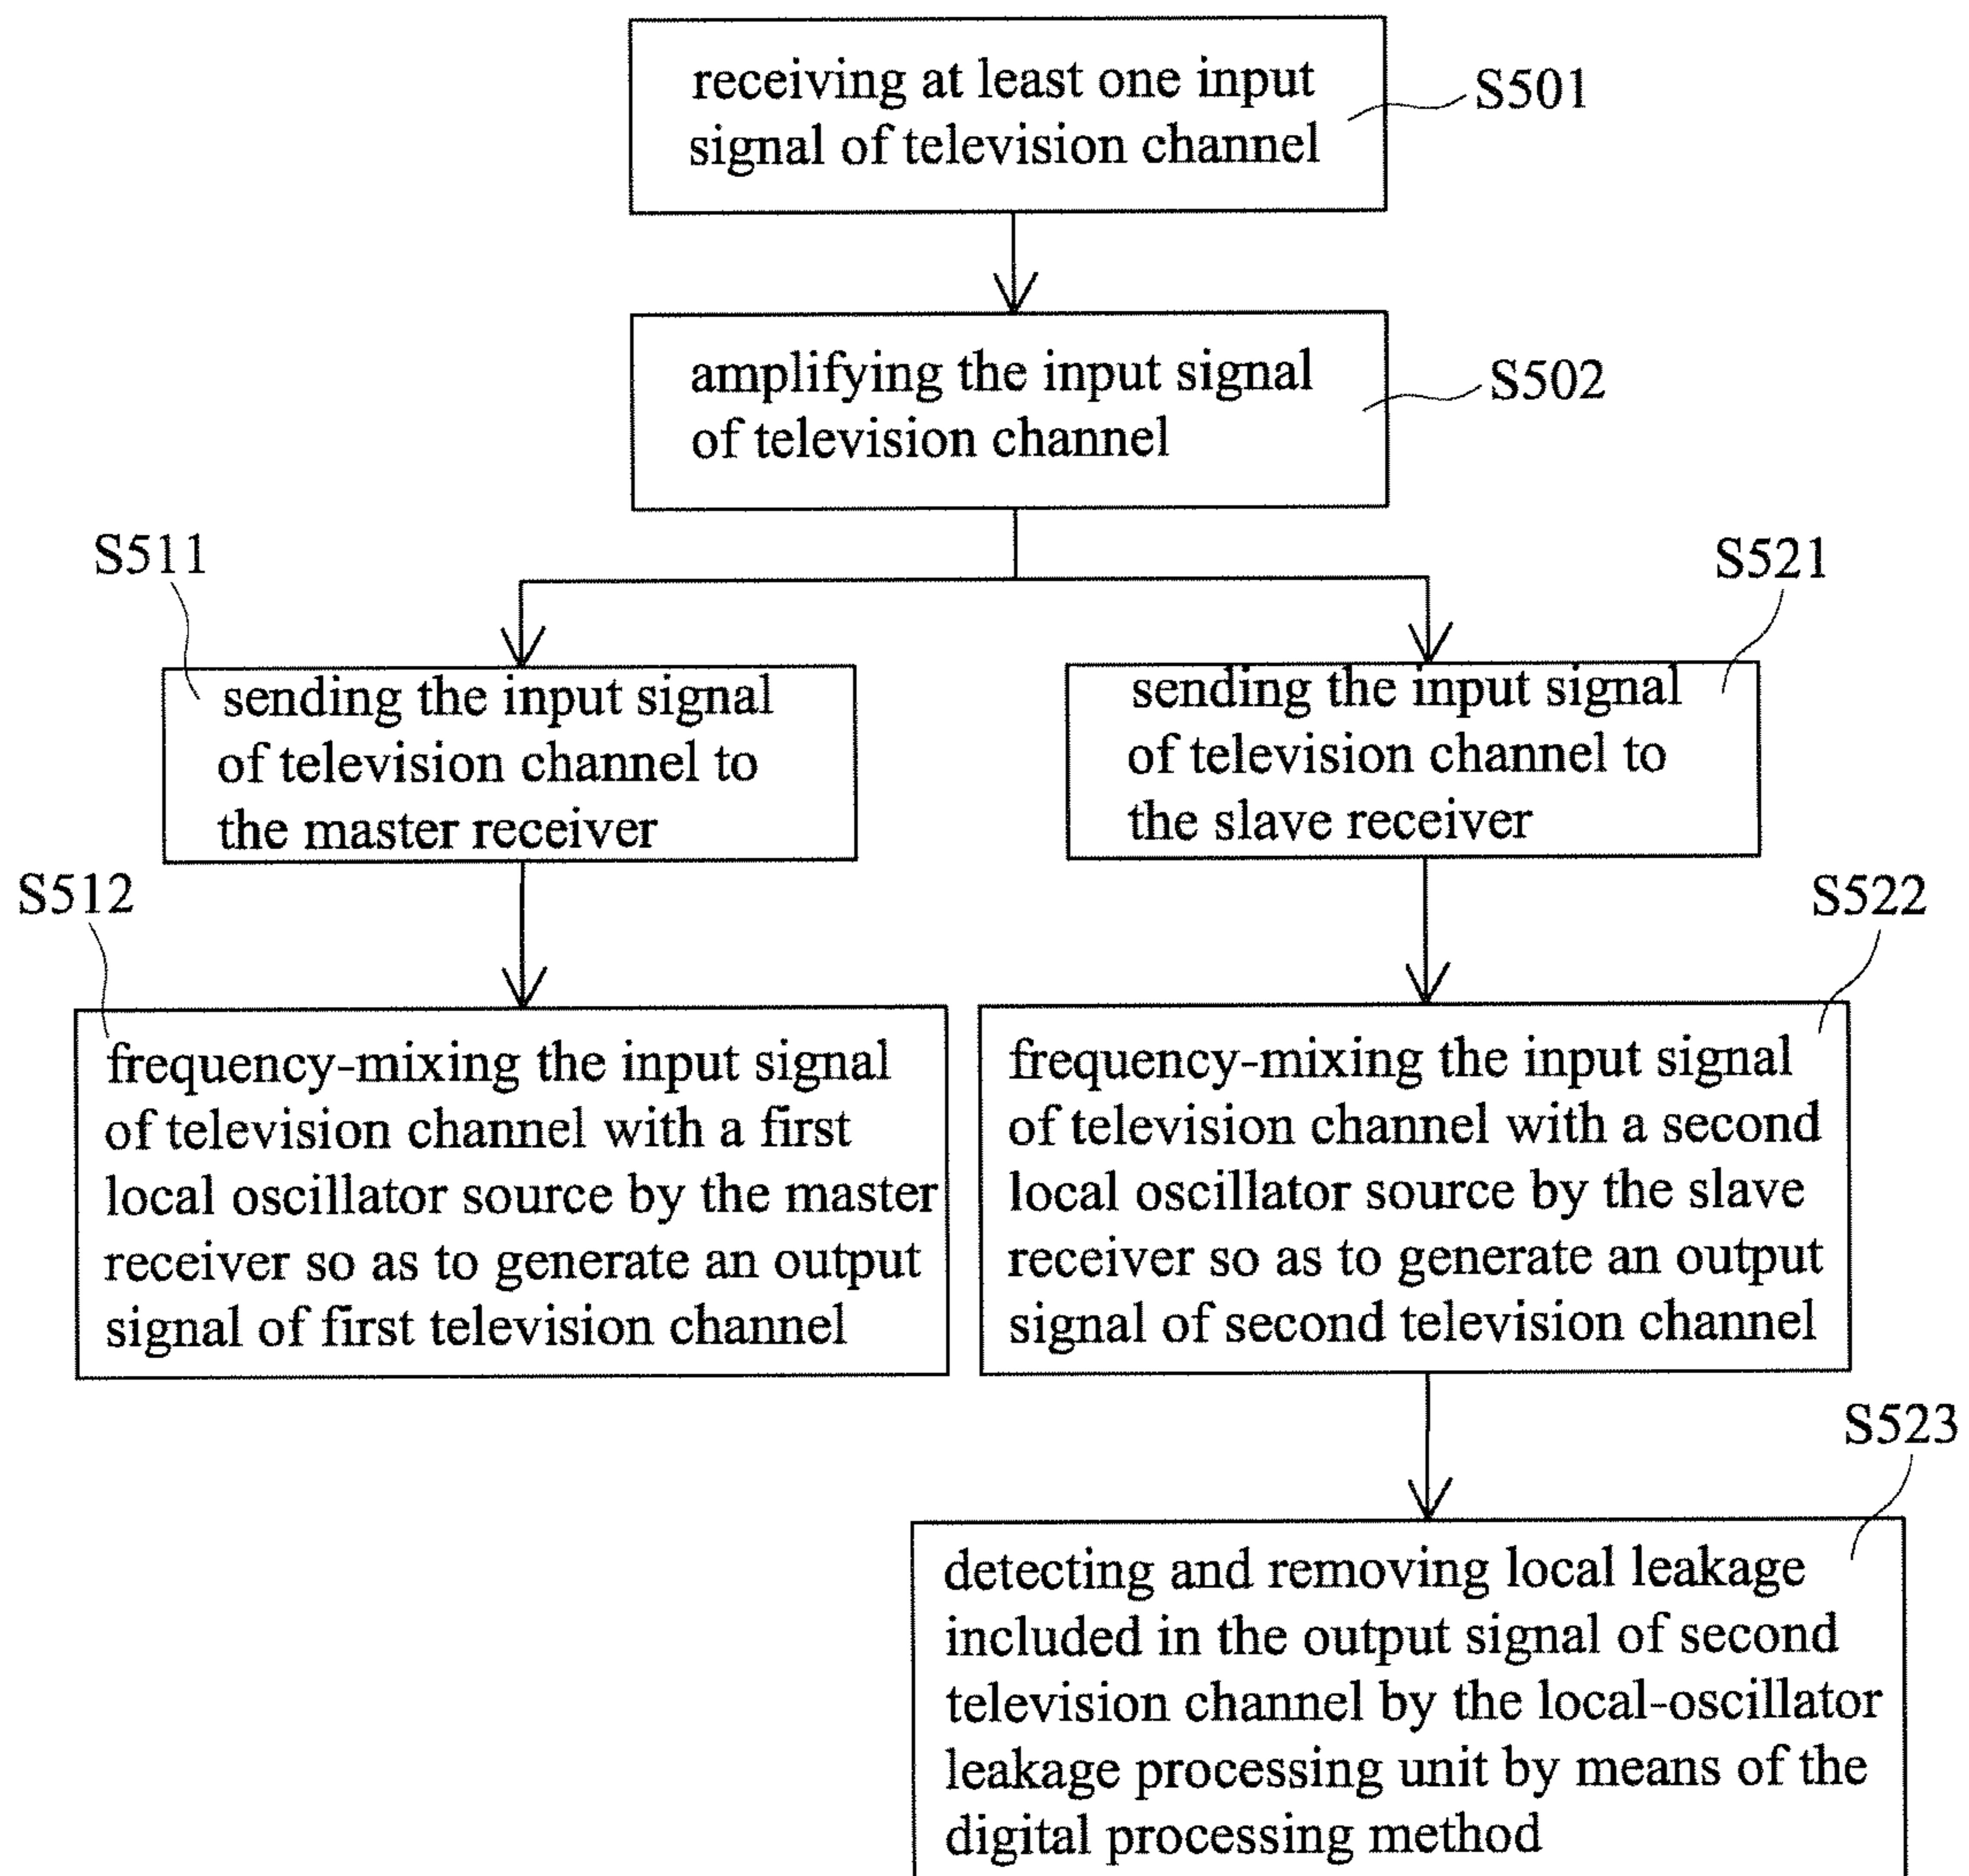 receiving at least one input
signal of television channel
S501
amplifying the input signal
of television channel
S502
S511
sending the input signal
of television channel to
the master receiver
S521
sending the input signal
of television channel to
the slave receiver
S512
frequency-mixing the input signal
of television channel with a first
local oscillator source by the master
receiver so as to generate an output
signal of first television channel
S522
frequency-mixing the input signal
of television channel with a second
local oscillator source by the slave
receiver so as to generate an output
signal of second television channel
S523
detecting and removing local leakage
included in the output signal of second
television channel by the local-oscillator
leakage processing unit by means of the
digital processing method